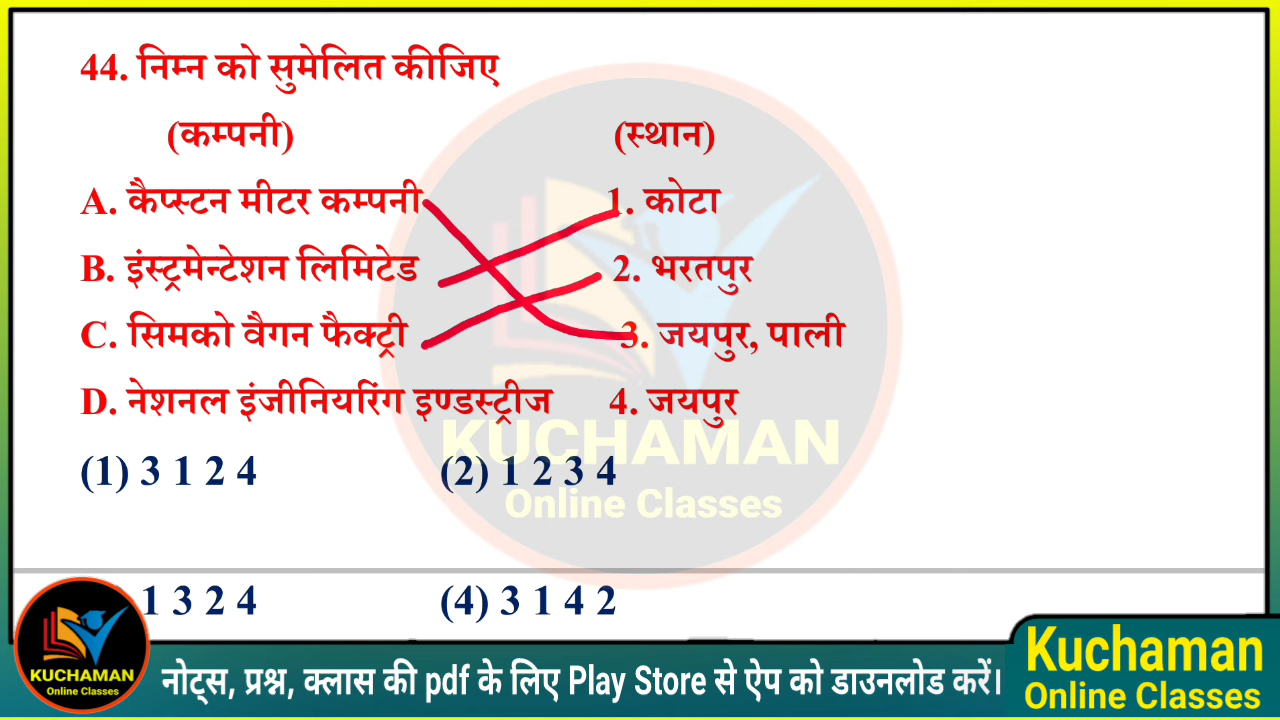 44. निम्न को सुमेलित कीजिए
(कम्पनी) (स्थान)
A. कैप्स्टन मीटर कम्पनी 1. कोटा
B. इंस्ट्रमेन्टेशन लिमिटेड 2. भरतपुर
C. सिमको वैगन फैक्ट्री 3. जयपुर, पाली
D. नेशनल इंजीनियरिंग इण्डस्ट्रीज 4. जयपुर
KUCHAMAN
Online Classes
(1) 3 1 2 4 (2) 1 2 3 4
1 3 2 4 (4) 3 1 4 2
KUCHAMAN
Online Classes
नोट्स, प्रश्न, क्लास की pdf के लिए Play Store से ऐप को डाउनलोड करें।
Kuchaman
Online Classes